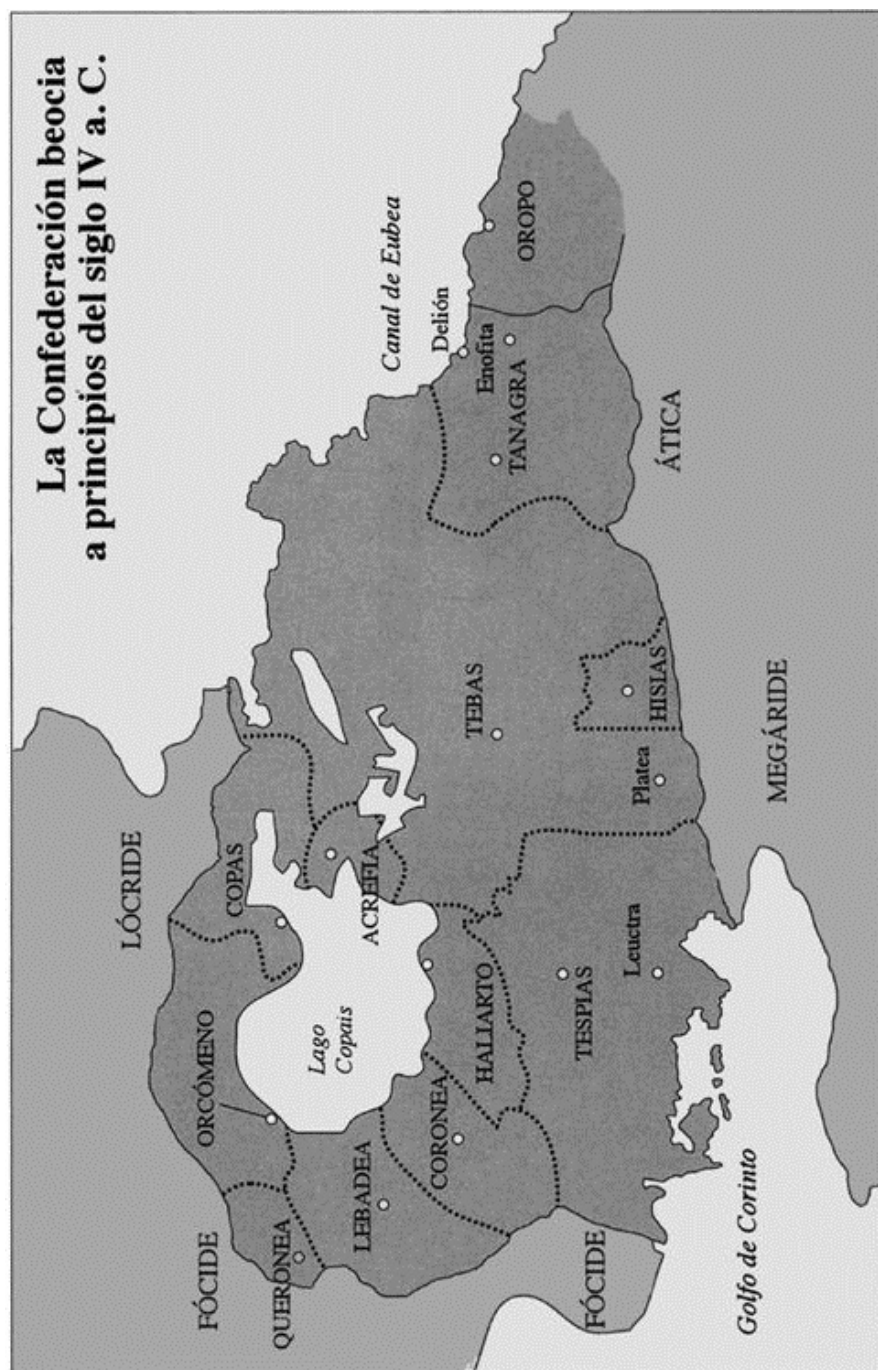 La Confederación beocia
a principios del siglo IV a. C.
LÓCRIDE
FÓCIDE
COPAS
ORCÓMENO
QUERONEA
Lago
Copais
ACREFIA
LEBADEA
CORONEA
HALIARTO
TEBAS
Canal de Eubea
Delión
Enofita
TANAGRA
OROPO
TESPIAS
Leuctra
Platea
HISIAS
ÁTICA
FÓCIDE
MEGÁRIDE
Golfo de Corinto